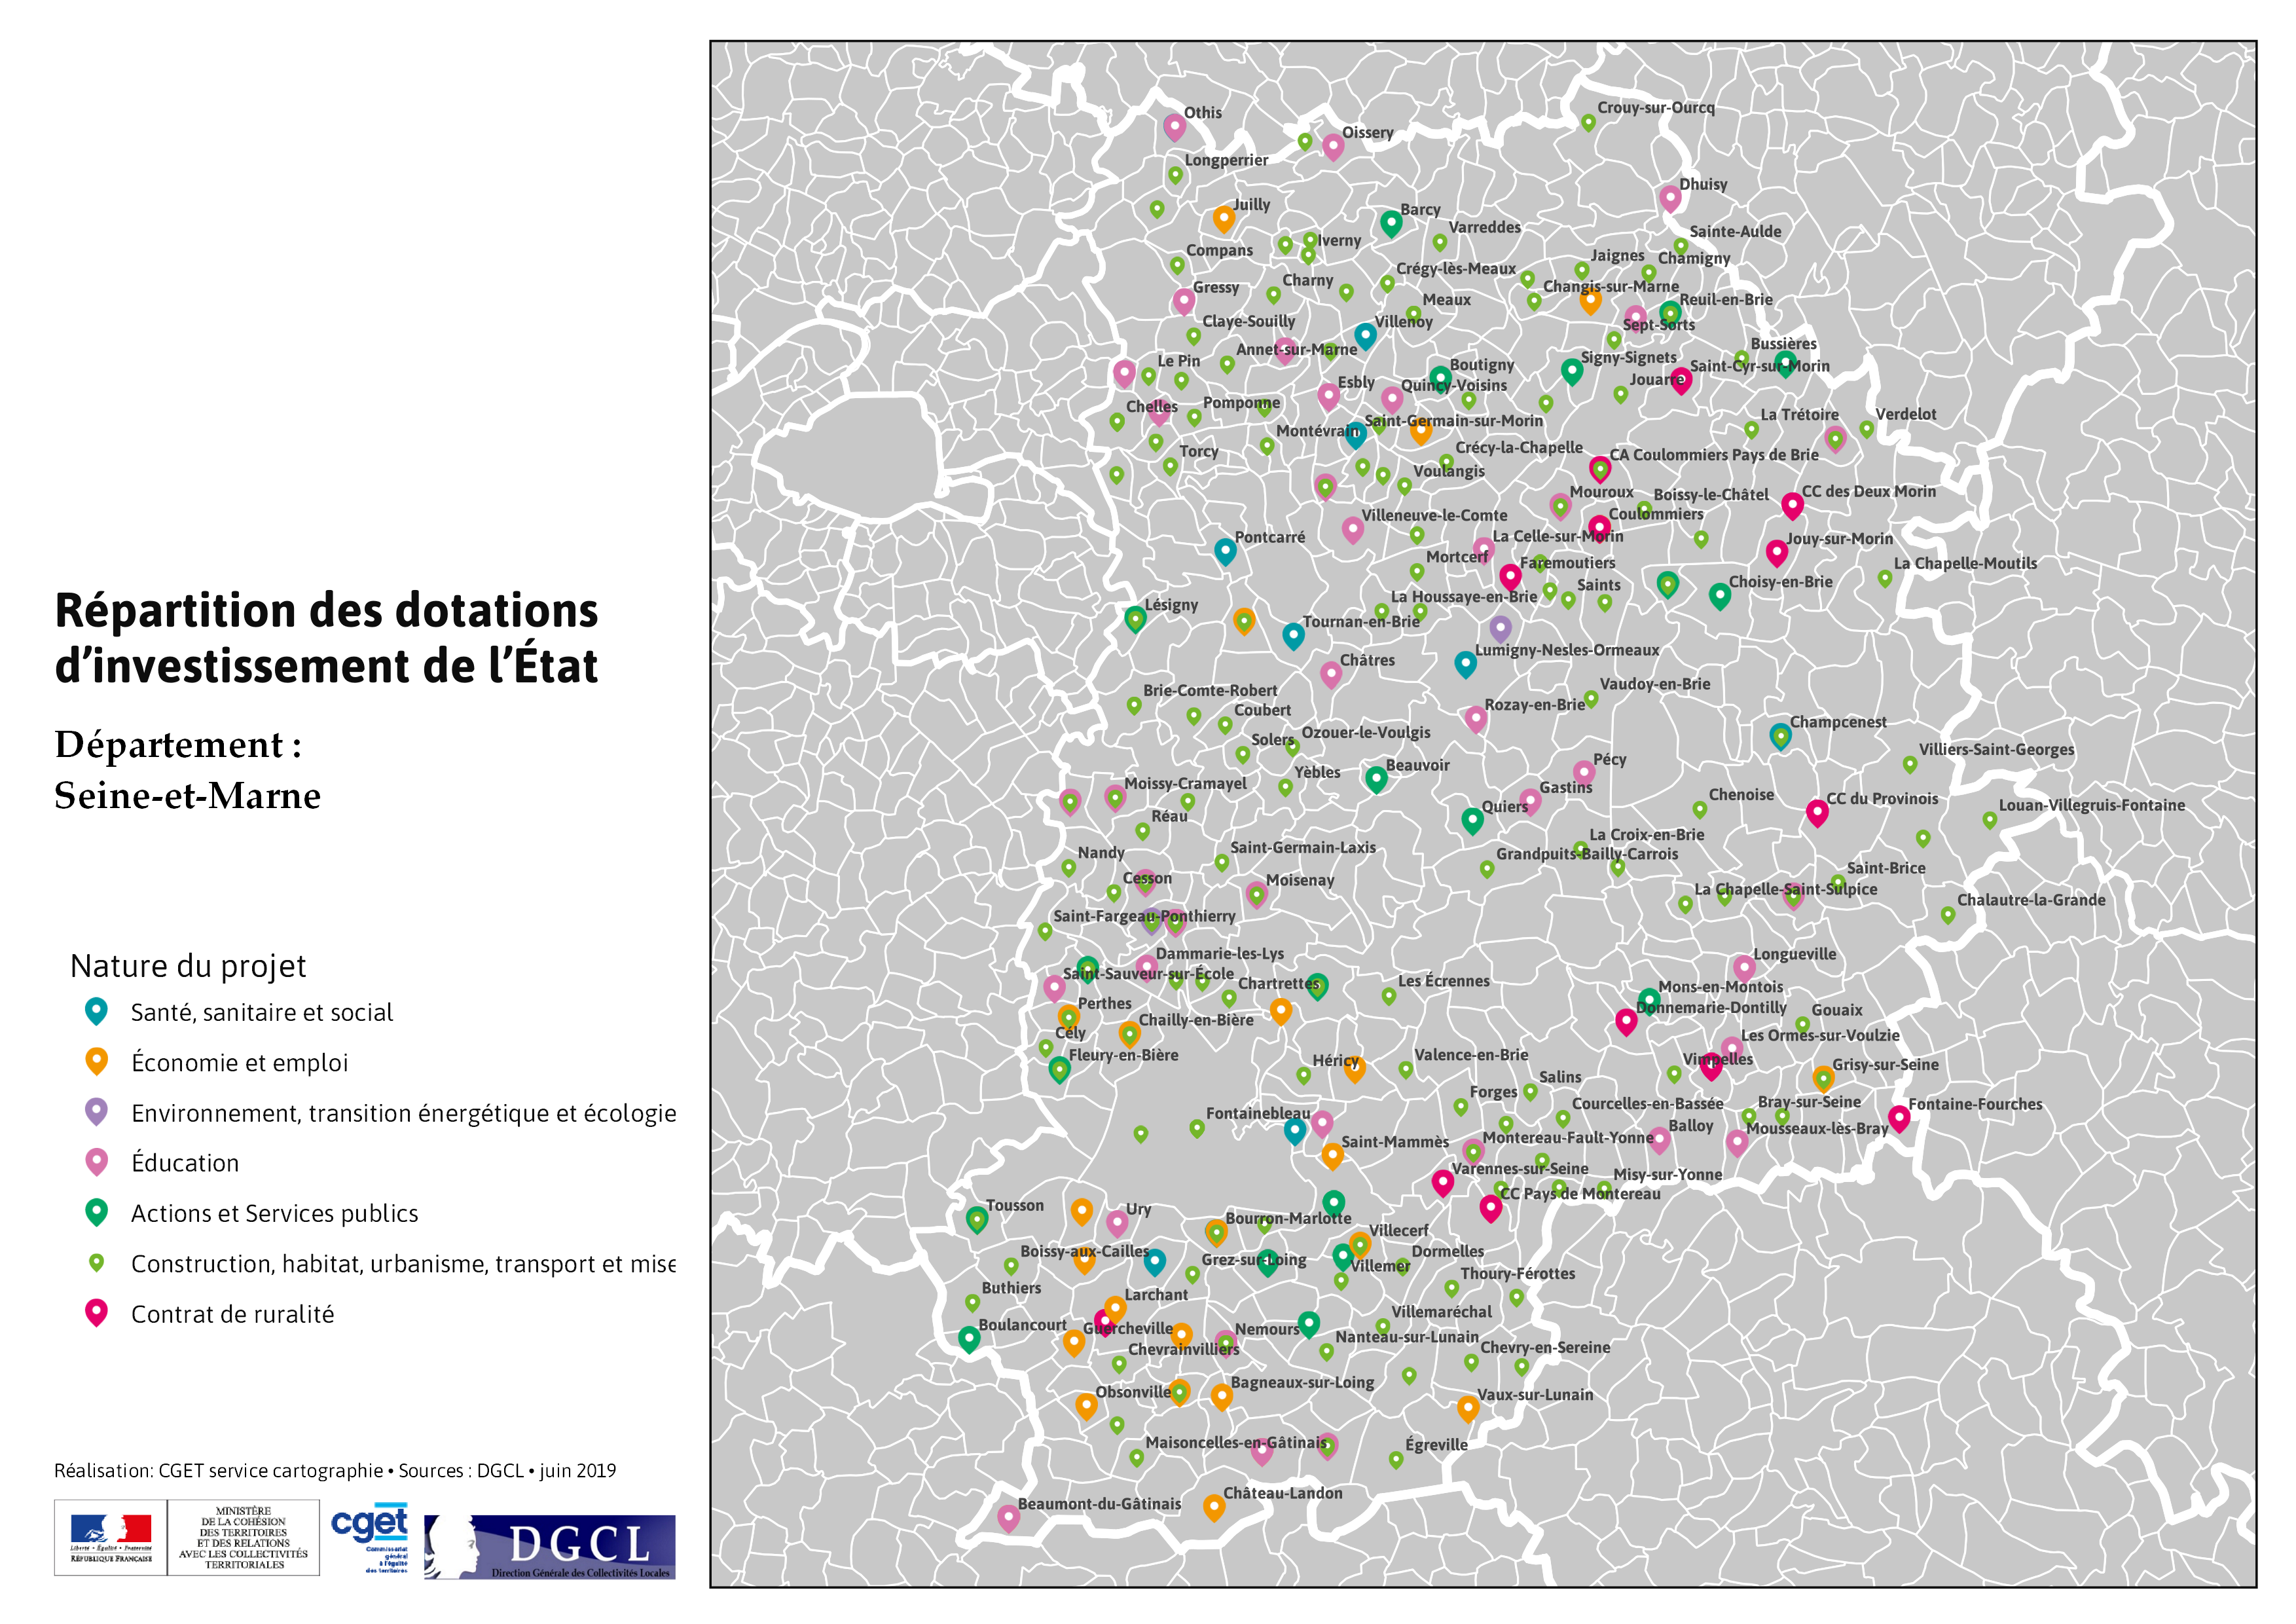 Répartition des dotations
d’investissement de l’État
Département :
Seine-et-Marne
Nature du projet
Santé, sanitaire et social
Économie et emploi
Environnement, transition énergétique et écologie
Éducation
Actions et Services publics
Construction, habitat, urbanisme, transport et mise
Contrat de ruralité
Réalisation: CGET service cartographie • Sources : DGCL • juin 2019
Liberté • Égalité • Fraternité
RÉPUBLIQUE FRANÇAISE
MINISTÈRE
DE LA COHÉSION
DES TERRITOIRES
ET DES RELATIONS
AVEC LES COLLECTIVITÉS
TERRITORIALES
cget
Commissariat
général
à l'égalité
des territoires
DGCL
Direction Générale des Collectivités Locales
Crouy-sur-Ourcq
Othis
Oissery
Longperrier
Dhuisy
Juilly
Barcy
Varreddes
Sainte-Aulde
Iverny
Compans
Jaignes
Chamigny
Crégy-lès-Meaux
Charny
Changis-sur-Marne
Gressy
Meaux
Reuil-en-Brie
Claye-Souilly
Villenoy
Sept-Sorts
Bussières
Annet-sur-Marne
Signy-Signets
Le Pin
Boutigny
Saint-Cyr-sur-Morin
Esbly
Quincy-Voisins
Jouarre
Chelles
Pomponne
La Trétoire
Verdelot
Saint-Germain-sur-Morin
Montévrain
Crécy-la-Chapelle
Torcy
CA Coulommiers Pays de Brie
Voulangis
Mouroux
Boissy-le-Châtel
CC des Deux Morin
Villeneuve-le-Comte
Coulommiers
Pontcarré
La Celle-sur-Morin
Jouy-sur-Morin
Mortcerf
Faremoutiers
La Chapelle-Moutils
Saints
Choisy-en-Brie
La Houssaye-en-Brie
Lésigny
Tournan-en-Brie
Lumigny-Nesles-Ormeaux
Châtres
Vaudoy-en-Brie
Brie-Comte-Robert
Rozay-en-Brie
Coubert
Champcenest
Ozouer-le-Voulgis
Solers
Villiers-Saint-Georges
Pécy
Beauvoir
Yèbles
Moissy-Cramayel
Gastins
Chenoise
CC du Provinois
Quiers
Louan-Villegruis-Fontaine
Réau
La Croix-en-Brie
Saint-Germain-Laxis
Nandy
Grandpuits-Bailly-Carrois
Saint-Brice
Cesson
Moisenay
La Chapelle-Saint-Sulpice
Chalautre-la-Grande
Saint-Fargeau-Ponthierry
Dammarie-les-Lys
Longueville
Saint-Sauveur-sur-École
Chartrettes
Les Écrennes
Mons-en-Montois
Perthes
Donnemarie-Dontilly
Gouaix
Chailly-en-Bière
Cély
Les Ormes-sur-Voulzie
Fleury-en-Bière
Héricy
Valence-en-Brie
Vimpelles
Grisy-sur-Seine
Salins
Forges
Courcelles-en-Bassée
Bray-sur-Seine
Fontaine-Fourches
Fontainebleau
Balloy
Mousseaux-lès-Bray
Saint-Mammès
Montereau-Fault-Yonne
Varennes-sur-Seine
Misy-sur-Yonne
CC Pays de Montereau
Tousson
Ury
Bourron-Marlotte
Villecerf
Boissy-aux-Cailles
Dormelles
Grez-sur-Loing
Villemer
Thoury-Férottes
Buthiers
Larchant
Villemaréchal
Boulancourt
Guercheville
Nemours
Nanteau-sur-Lunain
Chevrainvilliers
Chevry-en-Sereine
Obsonville
Bagneaux-sur-Loing
Vaux-sur-Lunain
Maisoncelles-en-Gâtinais
Égreville
Beaumont-du-Gâtinais
Château-Landon